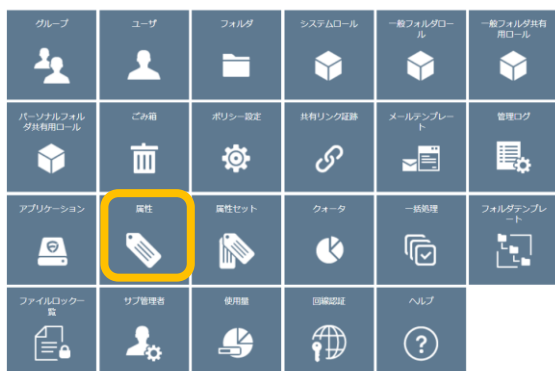 グループ
ユーザ
フォルダ
システムロール
一般フォルダロー
ル
一般フォルダ共有
用ロール
パーソナルフォル
ダ共有用ロール
ごみ箱
ポリシー設定
共有リンク証跡
メールテンプレー
ト
管理ログ
アプリケーション
属性
属性セット
クォータ
一括処理
フォルダテンプレ
ート
ファイルロック一
覧
サブ管理者
使用量
回線認証
ヘルプ